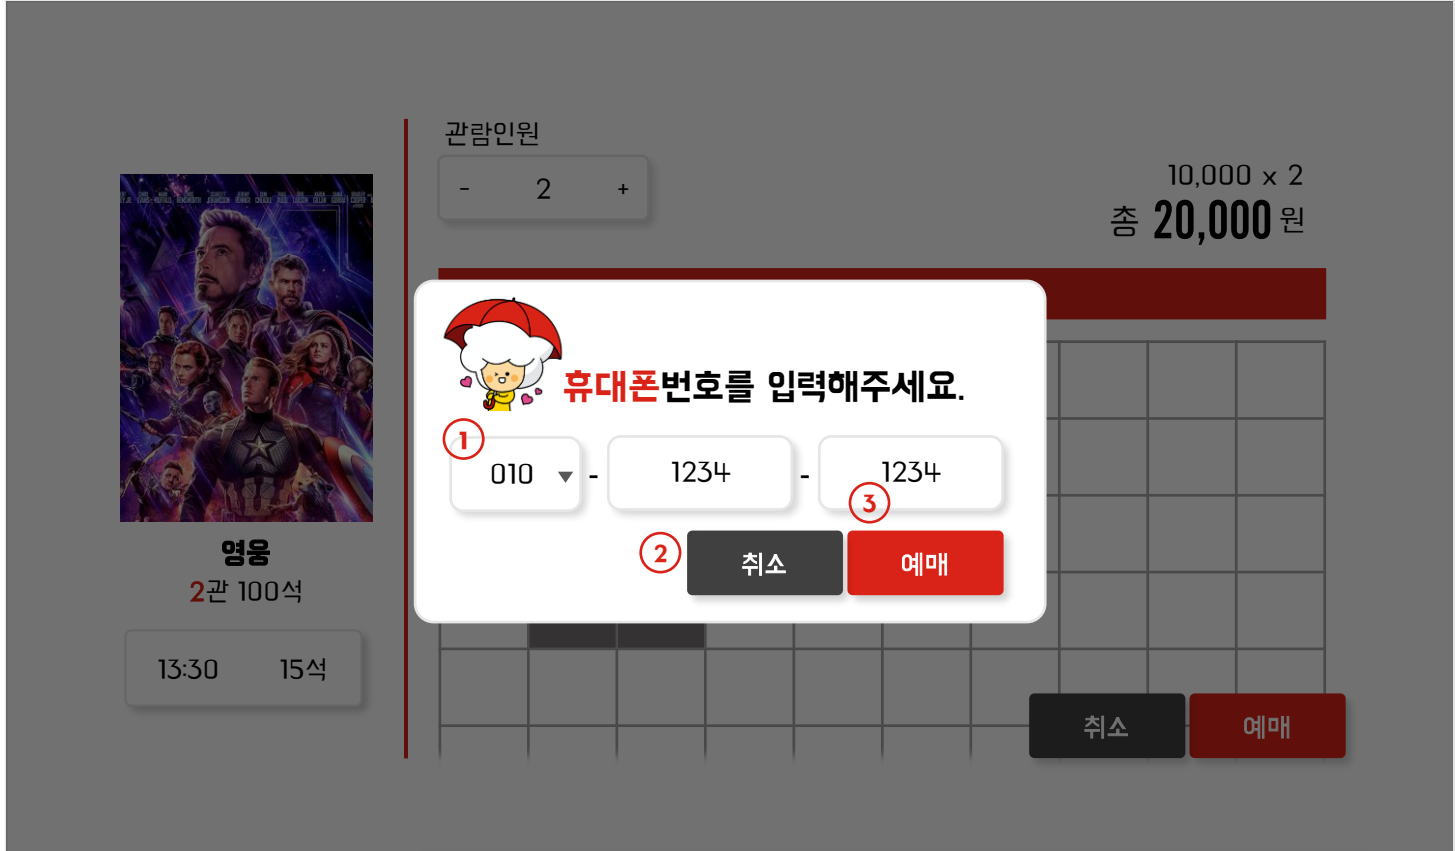 관람인원
- 2 +
10,000 x 2
총 20,000 원
휴대폰번호를 입력해주세요.
1
010 ▼ - 1234 - 1234
3
2
취소 예매
영웅
2관 100석
13:30 15석
취소 예매